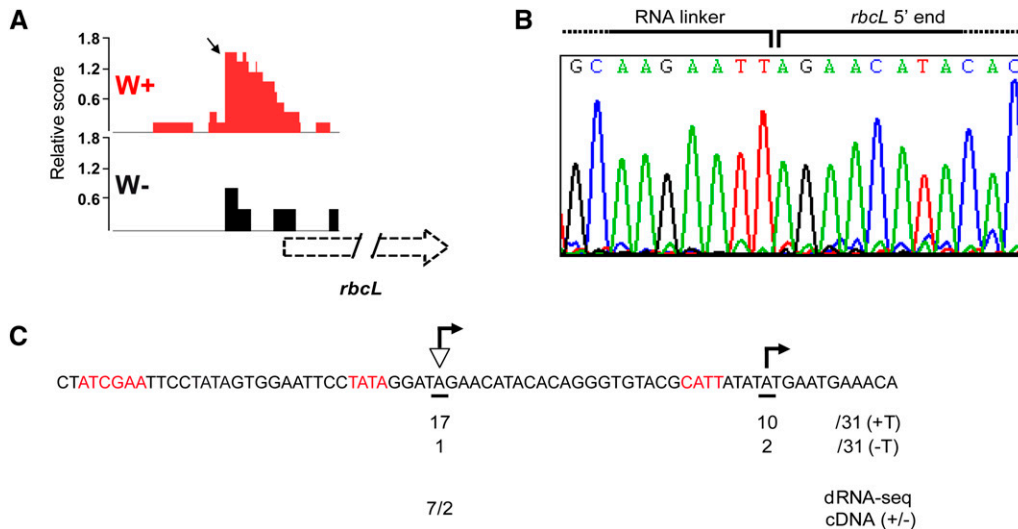 A
Relative score
1.8
1.2
0.6
W+
1.8
1.2
0.6
W-
rbcL
B
RNA linker
rbcL 5' end
G C A A G A A T T A G A A C A T A C A C
C
CTATCGAATTCCTATAGTGGAATTCCTATAGGATAGAACATACACAGGGTGTACGCATTATATATGAATGAAACA
17 10 /31 (+T)
1 2 /31 (-T)
7/2 dRNA-seq
cDNA (+/-)